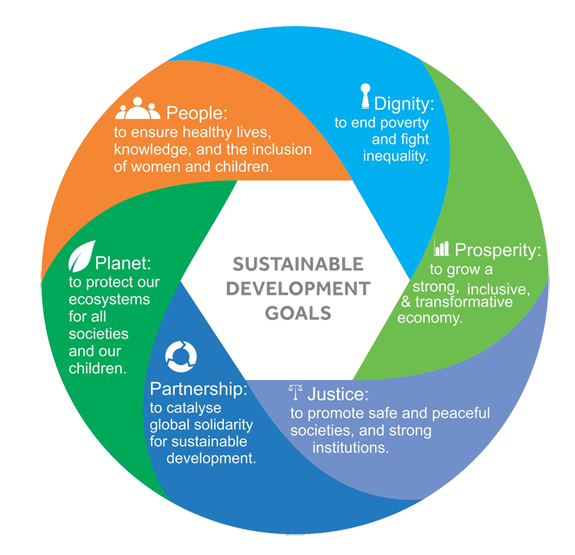 SUSTAINABLE
DEVELOPMENT
GOALS
Dignity:
to end poverty
and fight
inequality.
Prosperity:
to grow a
strong, inclusive,
& transformative
economy.
Justice:
to promote safe and peaceful
societies, and strong
institutions.
Partnership:
to catalyse
global solidarity
for sustainable
development.
Planet:
to protect our
ecosystems
for all
societies
and our
children.
People:
to ensure healthy lives,
knowledge, and the inclusion
of women and children.